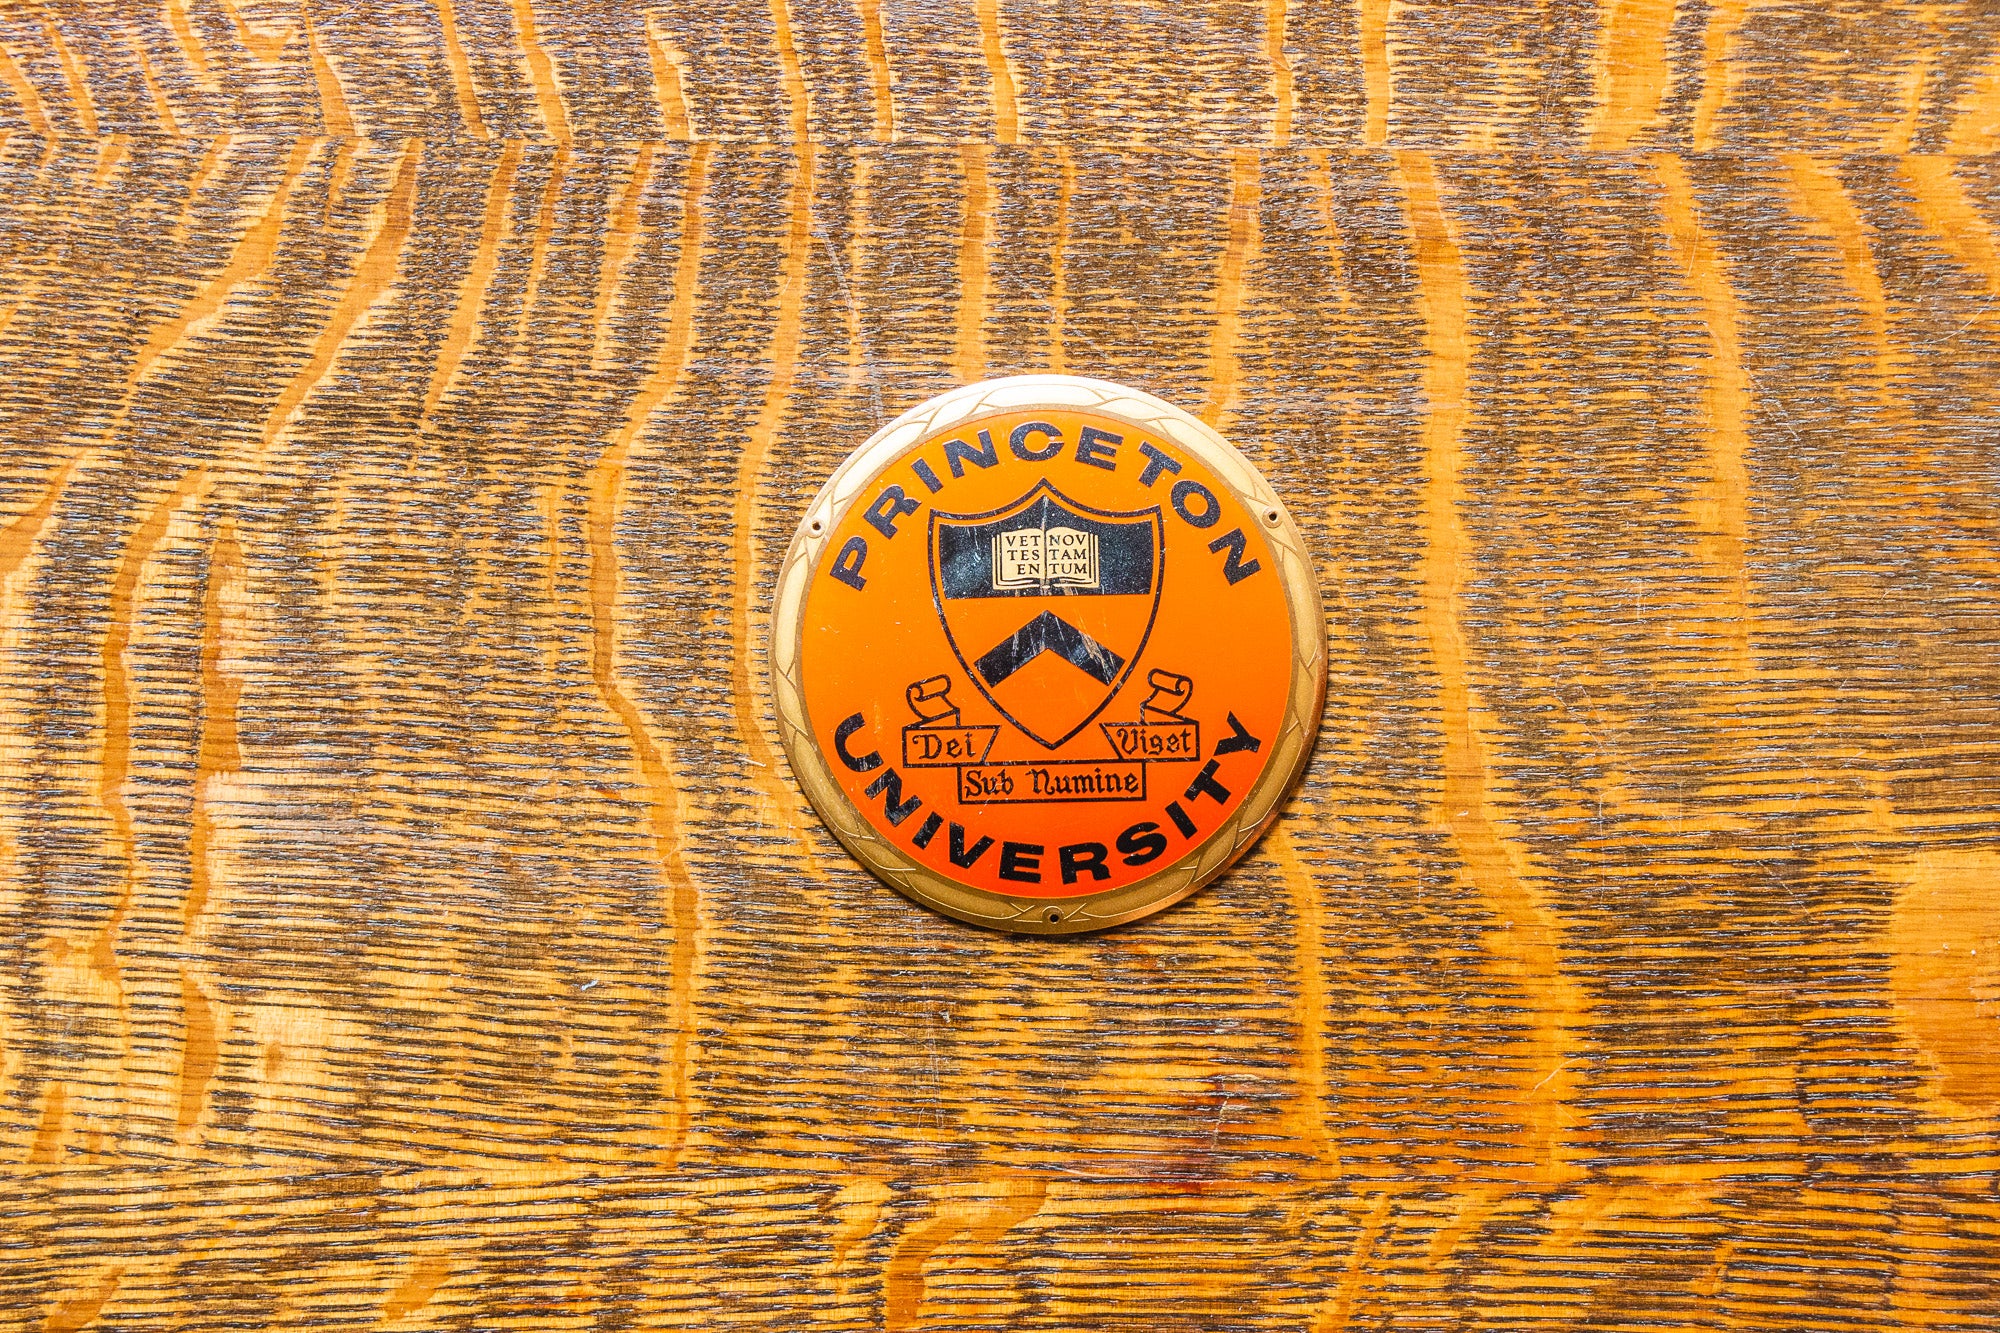 PRINCETON
VET NOV
TES TAM
EN TUM
Dei Viget
Sub Numine
UNIVERSITY